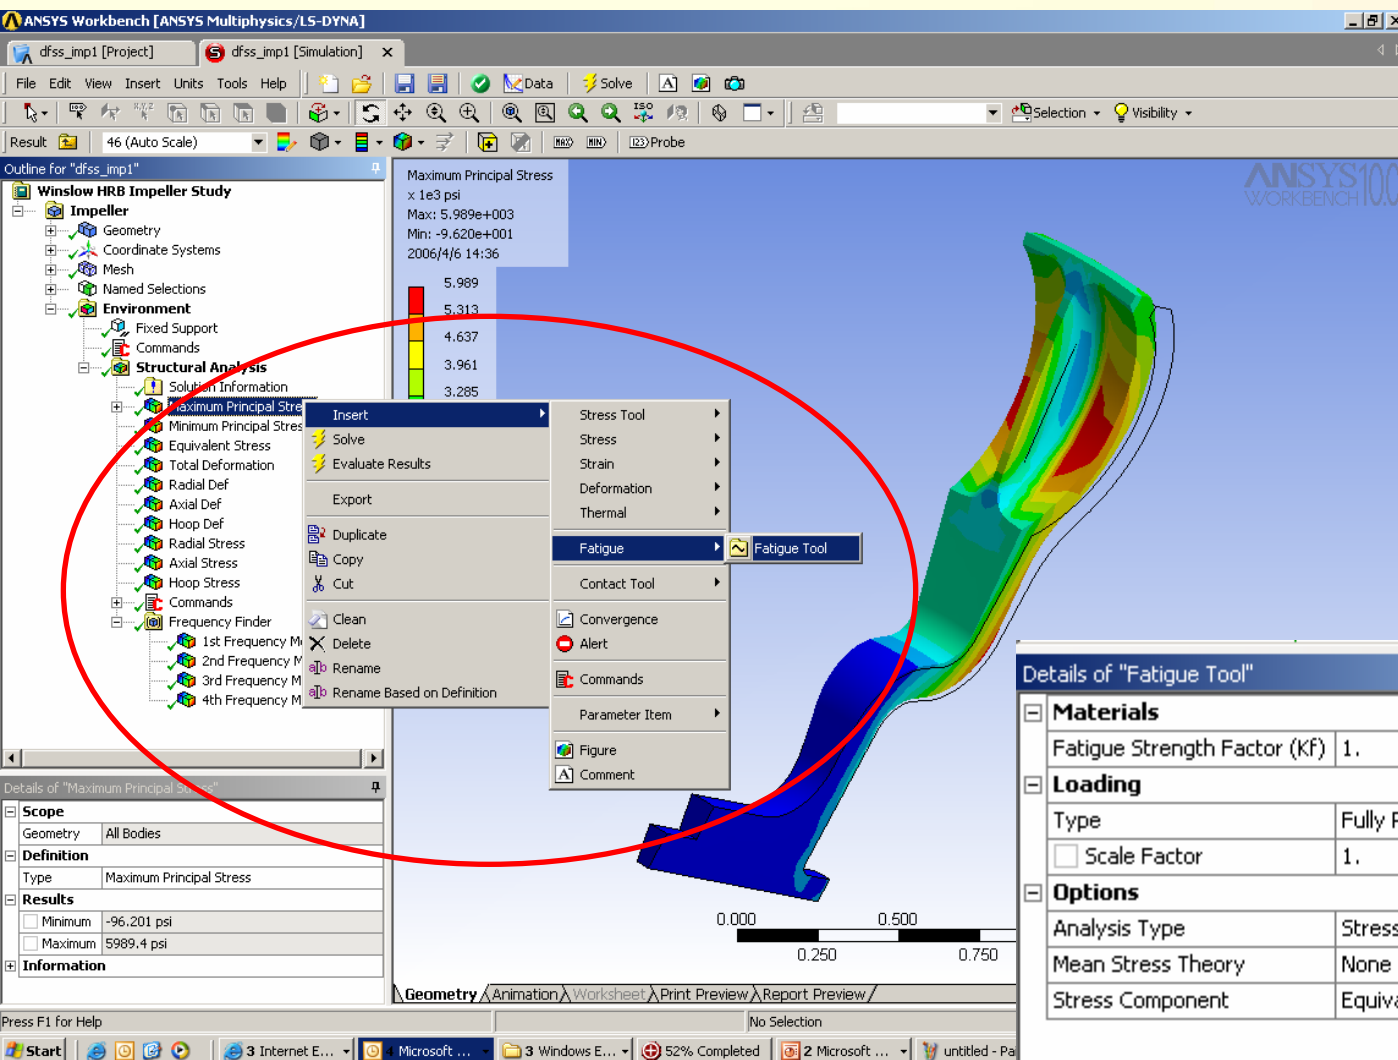 ANSYS Workbench [ANSYS Multiphysics/LS-DYNA]
dfss_imp1 [Project]
dfss_imp1 [Simulation]
File Edit View Insert Units Tools Help
Data
Solve
ISO
Selection
Visibility
Result
46 (Auto Scale)
MAX
MIN
Probe
Outline for "dfss_imp1"
Winslow HRB Impeller Study
Impeller
Geometry
Coordinate Systems
Mesh
Named Selections
Environment
Fixed Support
Commands
Structural Analysis
Solution Information
Maximum Principal Stre
Minimum Principal Stres
Equivalent Stress
Total Deformation
Radial Def
Axial Def
Hoop Def
Radial Stress
Axial Stress
Hoop Stress
Commands
Frequency Finder
1st Frequency M
2nd Frequency M
3rd Frequency M
4th Frequency M
Maximum Principal Stress
x 1e3 psi
Max: 5.989e+003
Min: -9.620e+001
2006/4/6 14:36
5.989
5.313
4.637
3.961
3.285
ANSYS10.0
WORKBENCH
Insert
Solve
Evaluate Results
Export
Duplicate
Copy
Cut
Clean
Delete
Rename
Rename Based on Definition
Stress Tool
Stress
Strain
Deformation
Thermal
Fatigue
Contact Tool
Convergence
Alert
Commands
Parameter Item
Figure
Comment
Fatigue Tool
Details of "Maximum Principal Stress"
Scope
Geometry All Bodies
Definition
Type Maximum Principal Stress
Results
Minimum -96.201 psi
Maximum 5989.4 psi
Information
0.000 0.500
0.250 0.750
Geometry Animation Worksheet Print Preview Report Preview
Details of "Fatigue Tool"
Materials
Fatigue Strength Factor (Kf) 1.
Loading
Type Fully
Scale Factor 1.
Options
Analysis Type Stress
Mean Stress Theory None
Stress Component Equiva
Press F1 for Help
No Selection
Start
3 Internet E...
4 Microsoft ...
3 Windows E...
52% Completed
2 Microsoft ...
untitled - Pa